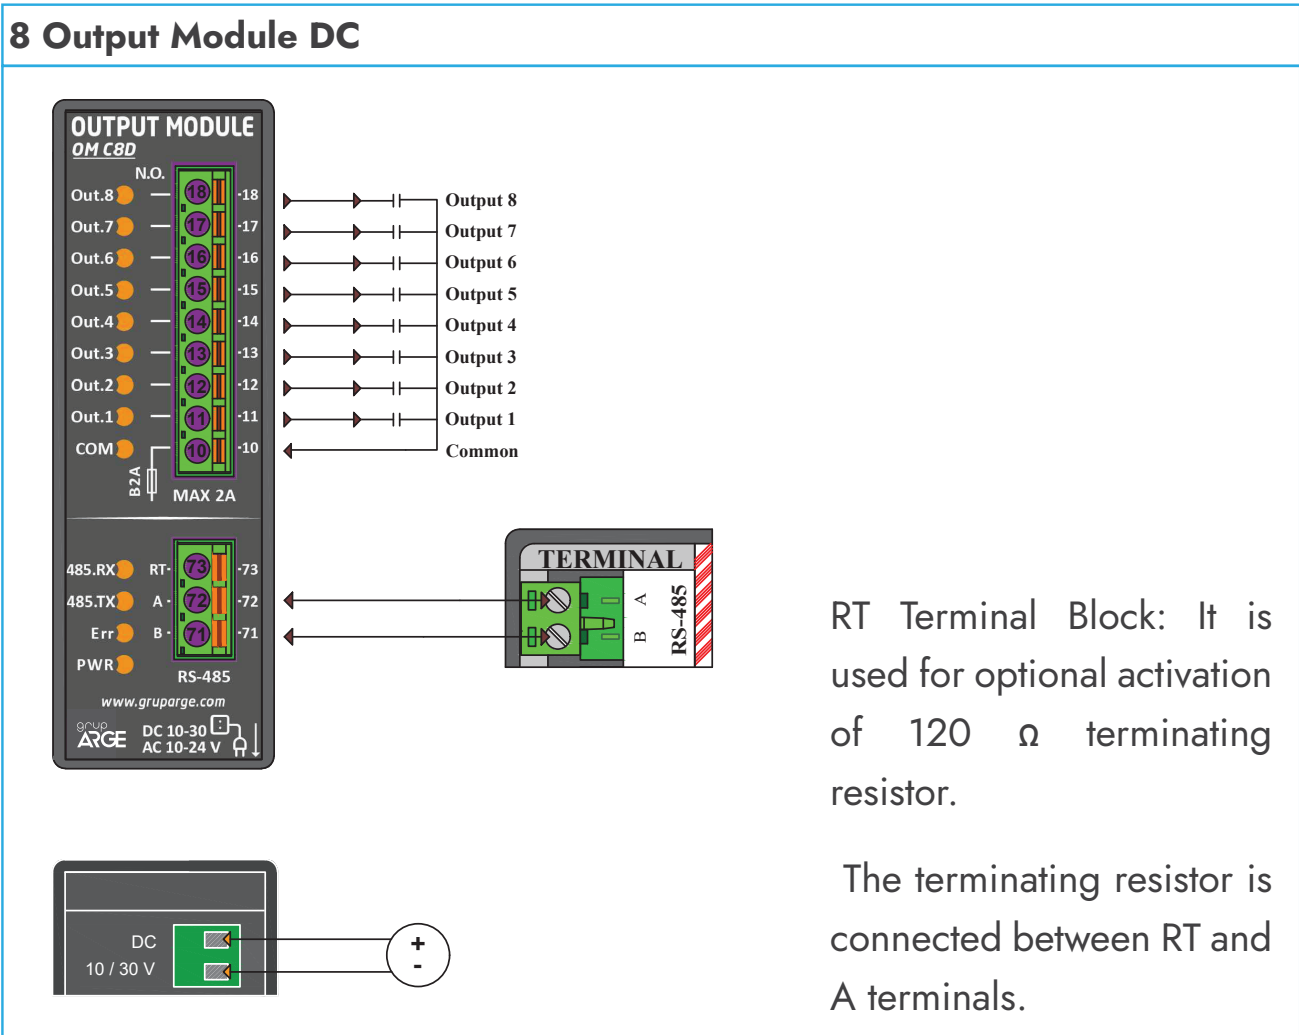 8 Output Module DC
OUTPUT MODULE
OM C8D
N.O.
Out.8 18 -18 Output 8
Out.7 17 -17 Output 7
Out.6 16 -16 Output 6
Out.5 15 -15 Output 5
Out.4 14 -14 Output 4
Out.3 13 -13 Output 3
Out.2 12 -12 Output 2
Out.1 11 -11 Output 1
COM 10 -10 Common
B2A
MAX 2A
485.RX RT- 73 -73
485.TX A - 72 -72
Err B - 71 -71
PWR
RS-485
www.gruparge.com
grup
ARGE
DC 10-30
AC 10-24 V
TERMINAL
A
B
RS-485
RT Terminal Block: It is
used for optional activation
of 120 Ω terminating
resistor.
The terminating resistor is
connected between RT and
A terminals.
DC
10 / 30 V
+
-